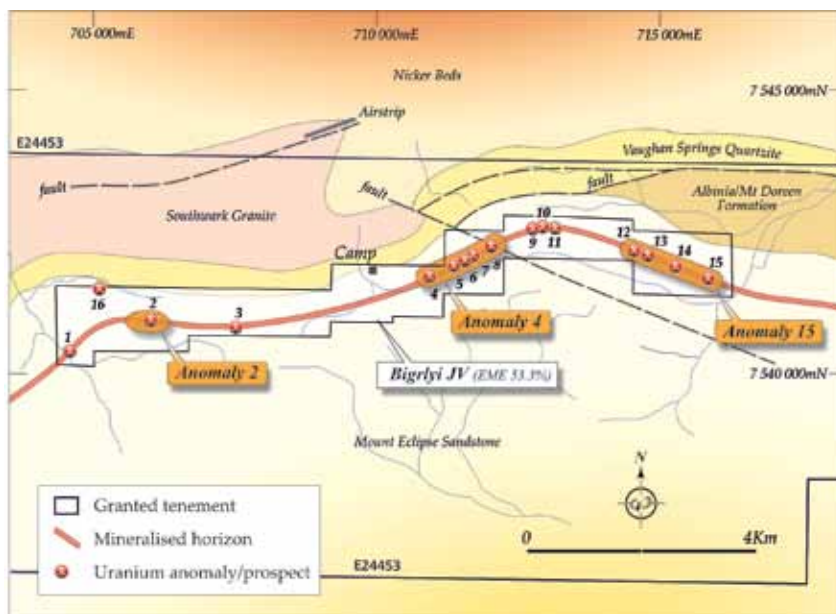 705 000mE
710 000mE
715 000mE
Nicker Beds
7 545 000mN
Airstrip
E24453
Vaughan Springs Quartzite
fault
fault
fault
Albinia/Mt Doreen
Formation
Southwark Granite
Camp
1
16
2
3
4
5
6
7
8
9
10
11
12
13
14
15
Anomaly 2
Anomaly 4
Anomaly 15
Bigrlyi JV (EME 53.3%)
7 540 000mN
Mount Eclipse Sandstone
Granted tenement
Mineralised horizon
Uranium anomaly/prospect
N
0
4Km
E24453